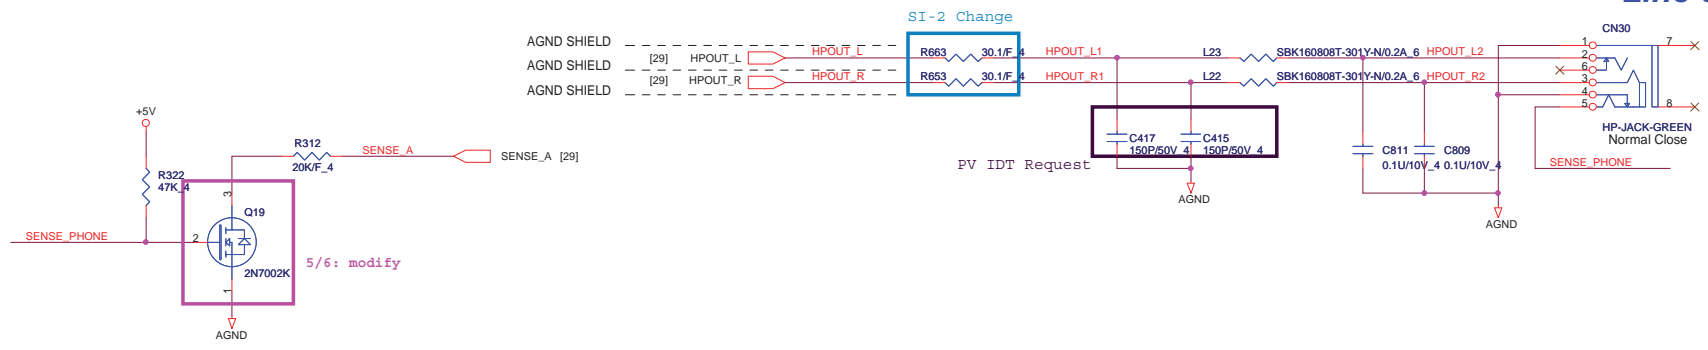 SI-2 Change
CN30
AGND SHIELD
[29] HPOUT_L HPOUT_L R663 30.1/F_4 HPOUT_L1 L23 SBK160808T-301Y-N/0.2A_6 HPOUT_L2
AGND SHIELD
[29] HPOUT_R HPOUT_R R653 30.1/F_4 HPOUT_R1 L22 SBK160808T-301Y-N/0.2A_6 HPOUT_R2
AGND SHIELD
1 7
2
6
3
4
5 8
HP-JACK-GREEN
Normal Close
SENSE_PHONE
C417 C415
150P/50V_4 150P/50V_4
PV IDT Request
AGND
C811 C809
0.1U/10V_4 0.1U/10V_4
AGND
+5V
R312
20K/F_4
SENSE_A
SENSE_A [29]
R322
47K_4
3
Q19
SENSE_PHONE
2
2N7002K
1
5/6: modify
AGND